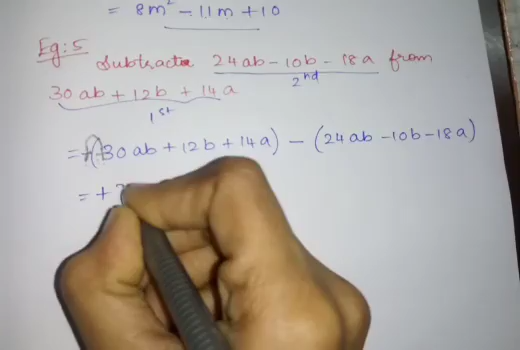 = 8m² - 11m + 10
Eg: 5 Subtract 24ab - 10b - 18a from
2nd
30ab + 12b + 14a
1st
= +(30ab + 12b + 14a) - (24ab - 10b - 18a)
= +